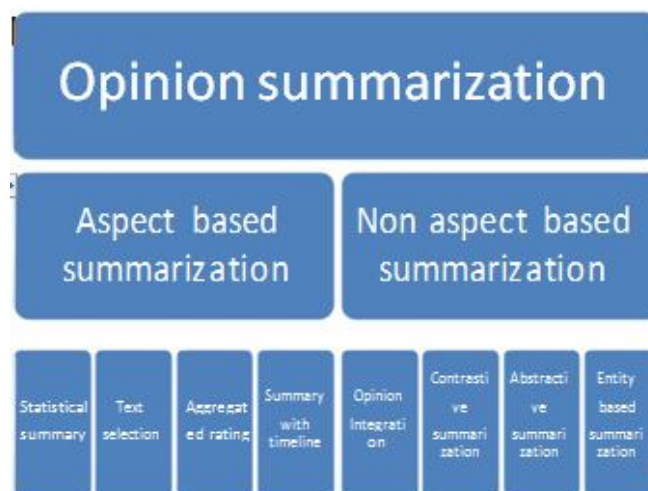 Opinion summarization
Aspect based
summarization
Non aspect based
summarization
Statistical
summary
Text
selection
Aggregat
ed rating
Summary
with
timeline
Opinion
Integrati
on
Contrasti
ve
summari
zation
Abstracti
ve
summari
zation
Entity
based
summari
zation